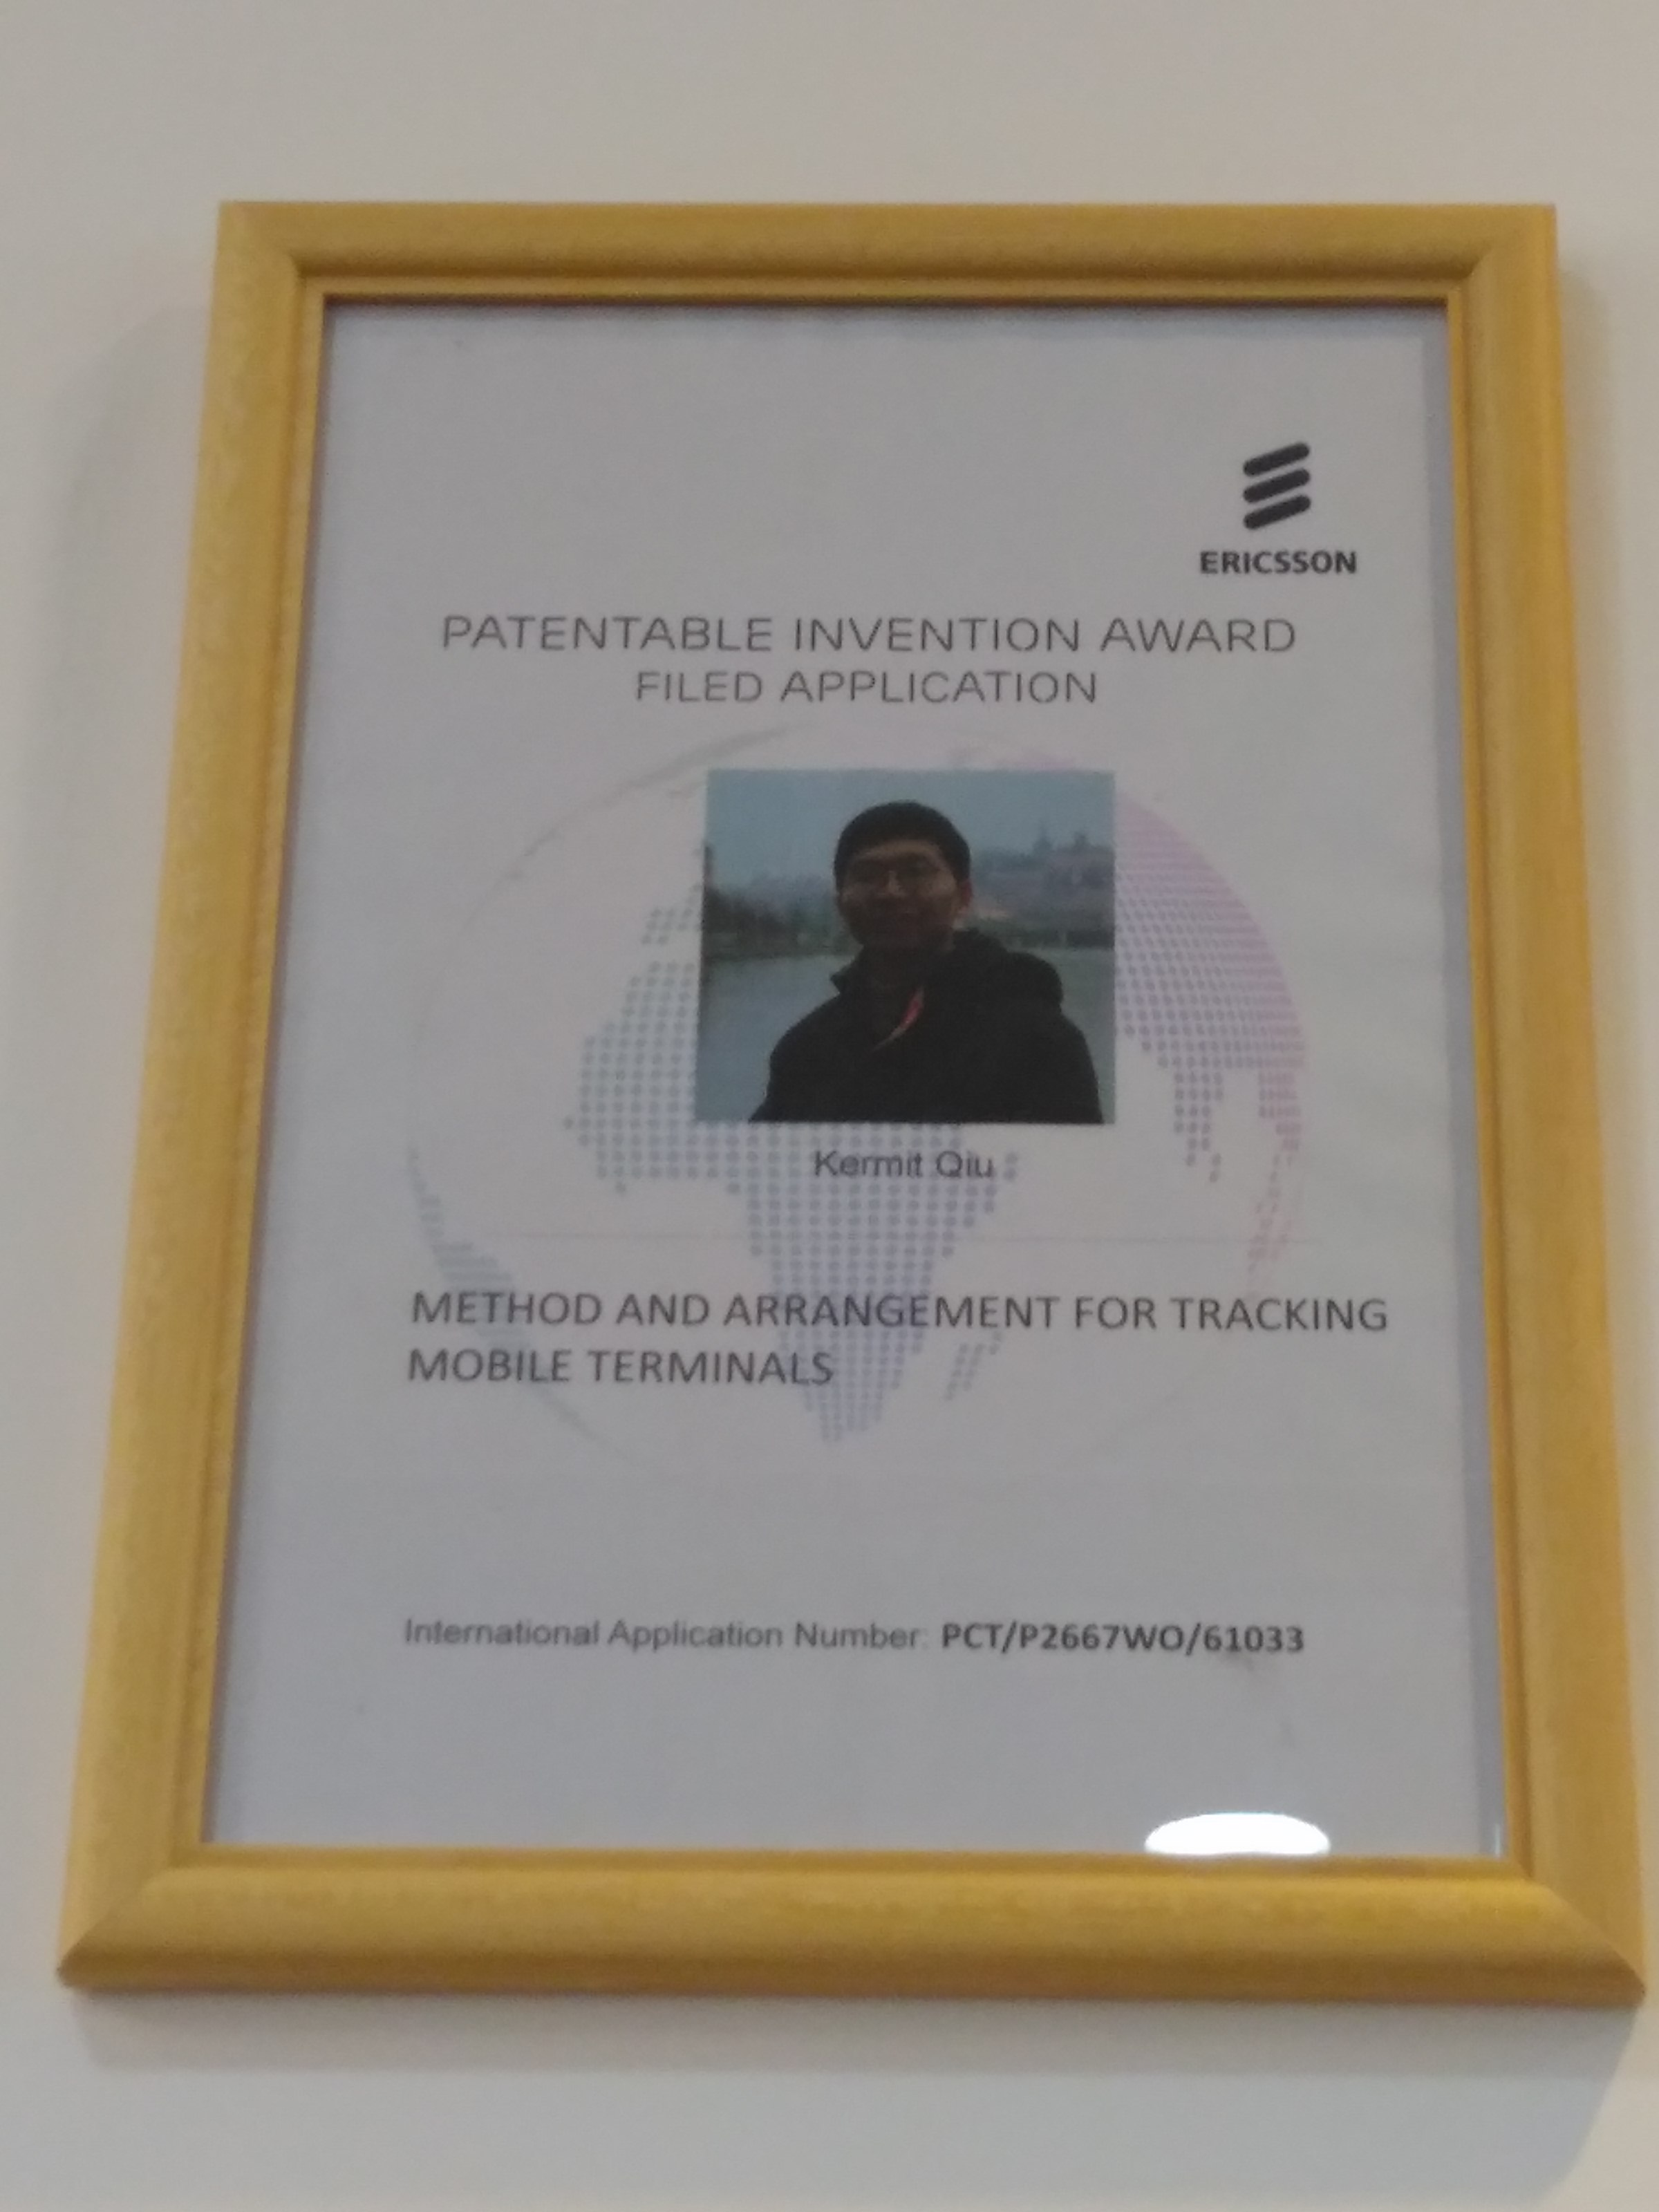 ERICSSON
PATENTABLE INVENTION AWARD
FILED APPLICATION
Kermit Qiu
METHOD AND ARRANGEMENT FOR TRACKING
MOBILE TERMINALS
International Application Number: PCT/P2667WO/61033